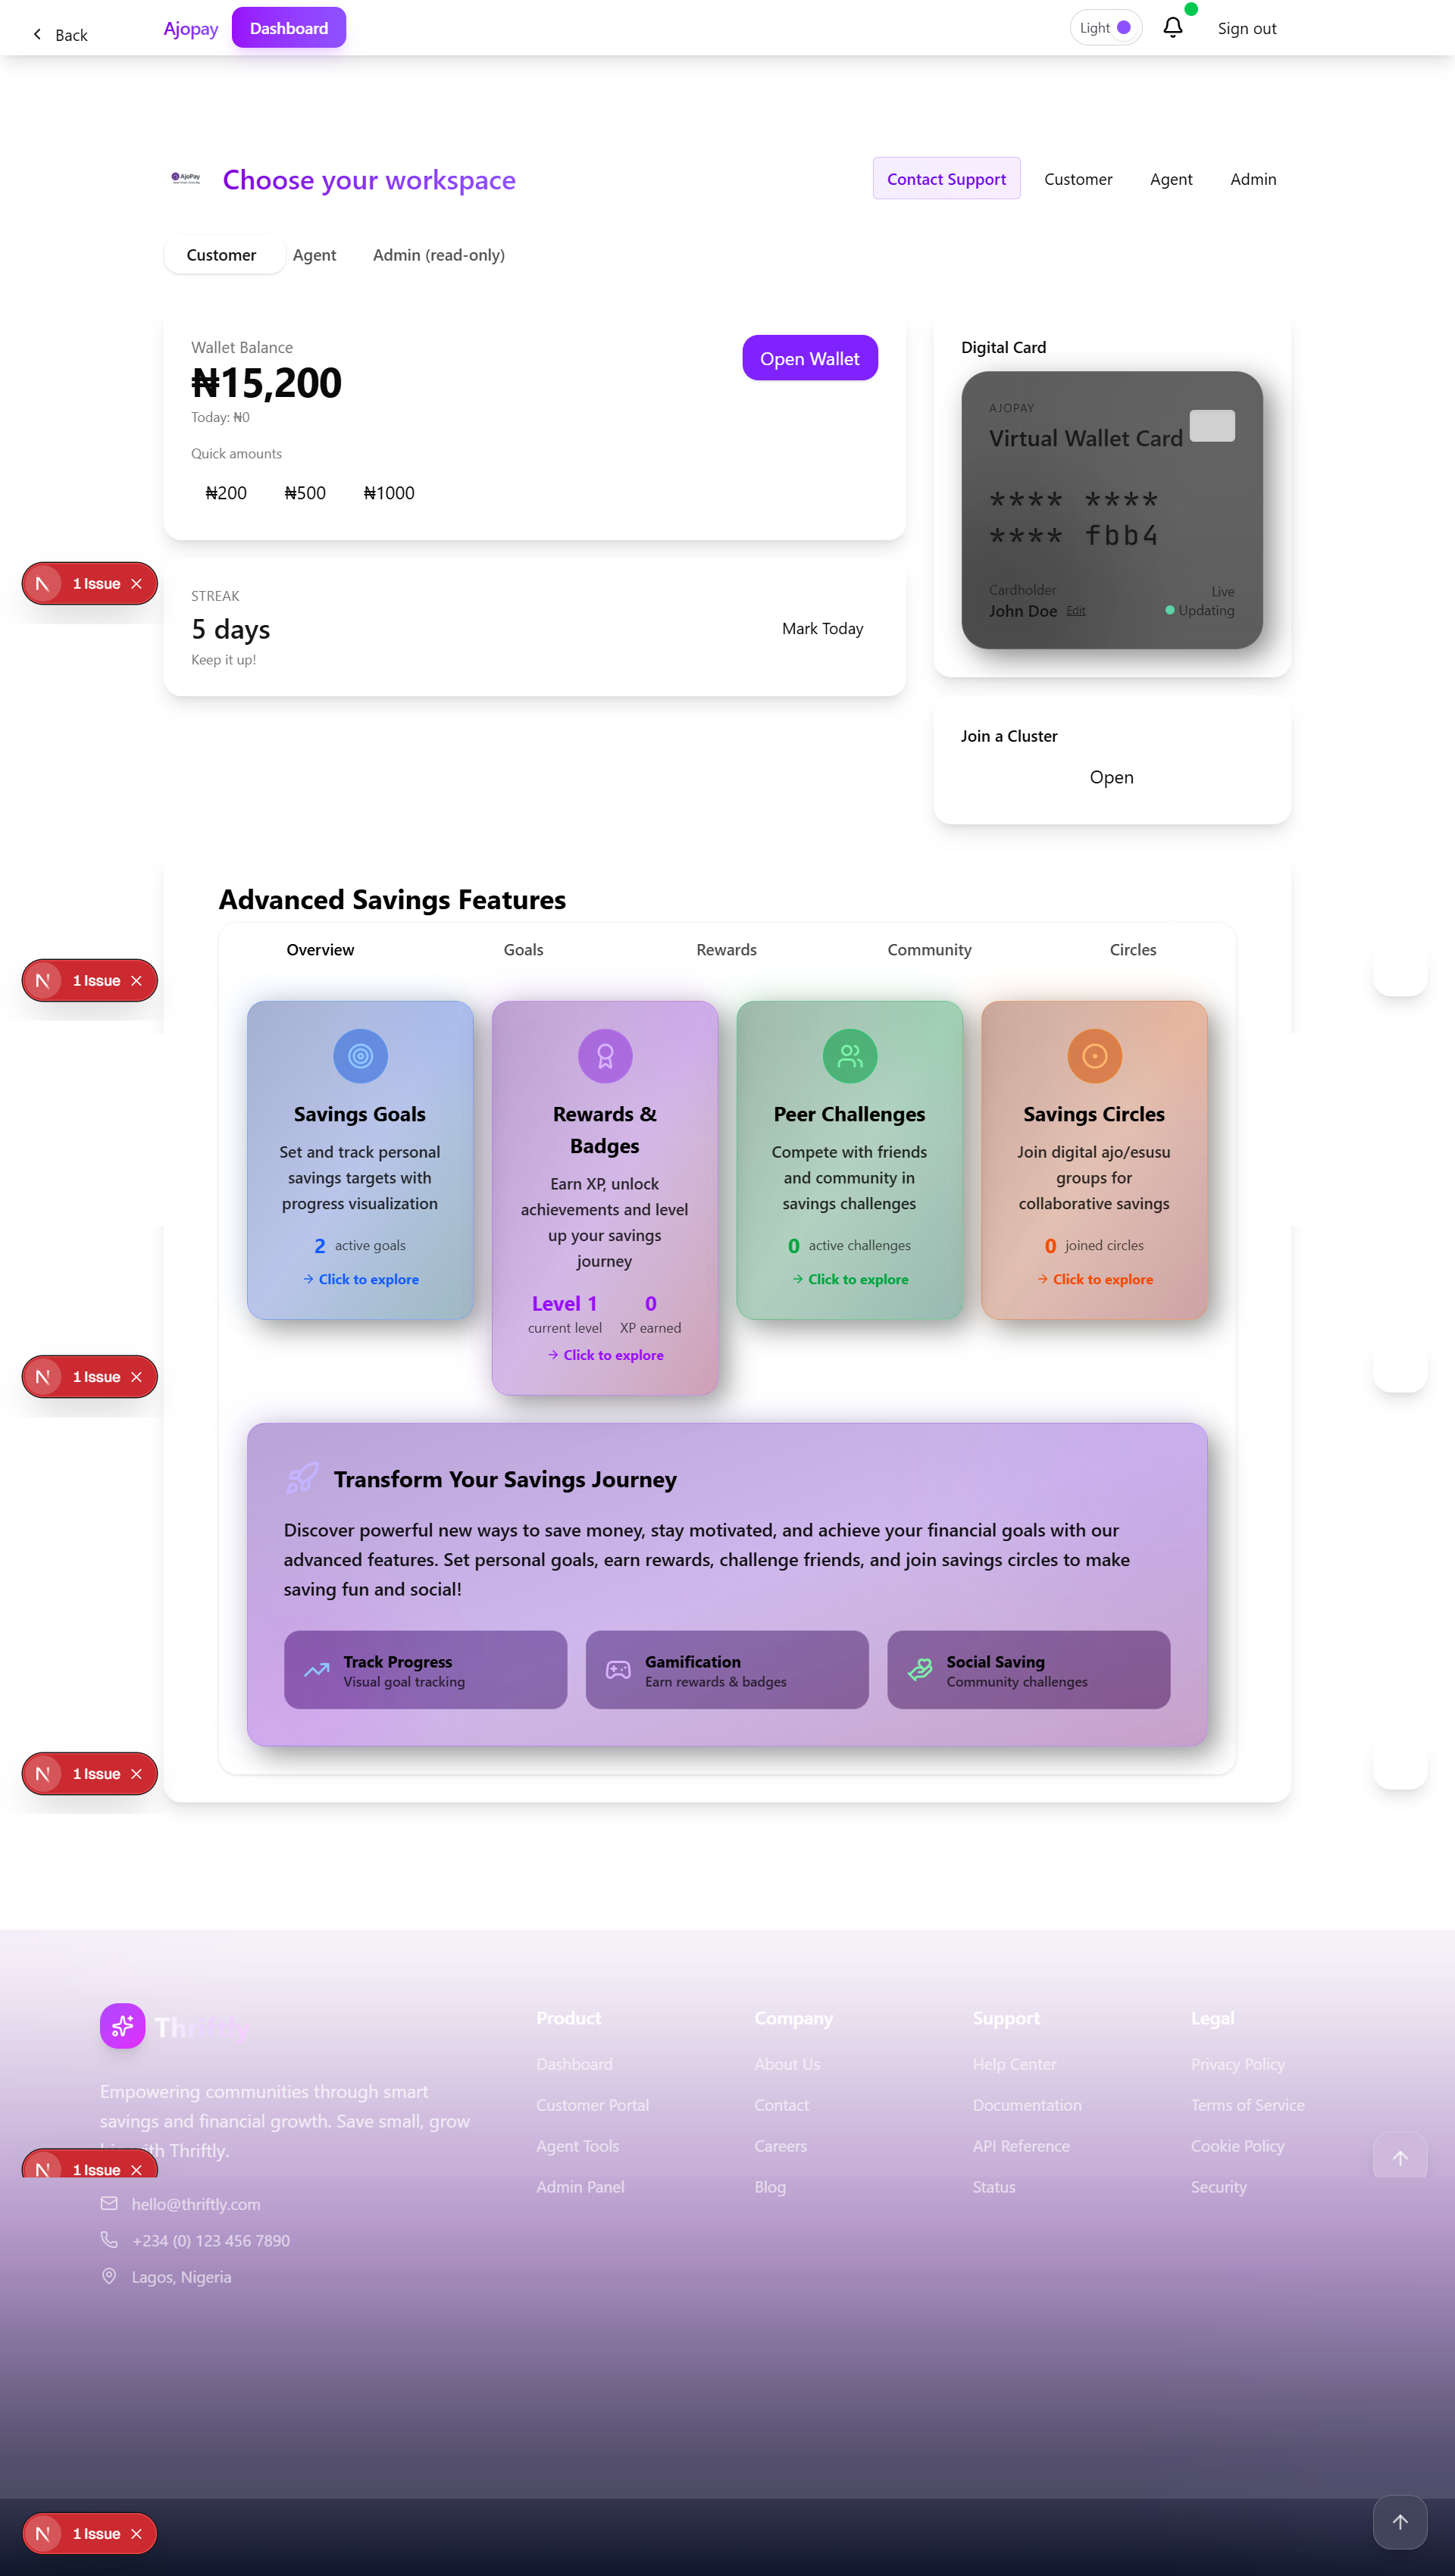 Back
Ajopay
Dashboard
Light
Sign out
AjoPay
Choose your workspace
Contact Support
Customer
Agent
Admin
Customer
Agent
Admin (read-only)
Wallet Balance
₦15,200
Today: ₦0
Open Wallet
Quick amounts
₦200
₦500
₦1000
Digital Card
AJOPAY
Virtual Wallet Card
**** ****
**** fbb4
Cardholder
John Doe Edit
Live
Updating
1 Issue
STREAK
5 days
Keep it up!
Mark Today
Join a Cluster
Open
Advanced Savings Features
Overview
Goals
Rewards
Community
Circles
1 Issue
Savings Goals
Set and track personal
savings targets with
progress visualization
2 active goals
Click to explore
Rewards &
Badges
Earn XP, unlock
achievements and level
up your savings
journey
Level 1
current level
0
XP earned
Click to explore
Peer Challenges
Compete with friends
and community in
savings challenges
0 active challenges
Click to explore
Savings Circles
Join digital ajo/esusu
groups for
collaborative savings
0 joined circles
Click to explore
1 Issue
Transform Your Savings Journey
Discover powerful new ways to save money, stay motivated, and achieve your financial goals with our
advanced features. Set personal goals, earn rewards, challenge friends, and join savings circles to make
saving fun and social!
Track Progress
Visual goal tracking
Gamification
Earn rewards & badges
Social Saving
Community challenges
1 Issue
Thriftly
Empowering communities through smart
savings and financial growth. Save small, grow
with Thriftly.
1 Issue
hello@thriftly.com
+234 (0) 123 456 7890
Lagos, Nigeria
Product
Dashboard
Customer Portal
Agent Tools
Admin Panel
Company
About Us
Contact
Careers
Blog
Support
Help Center
Documentation
API Reference
Status
Legal
Privacy Policy
Terms of Service
Cookie Policy
Security
1 Issue